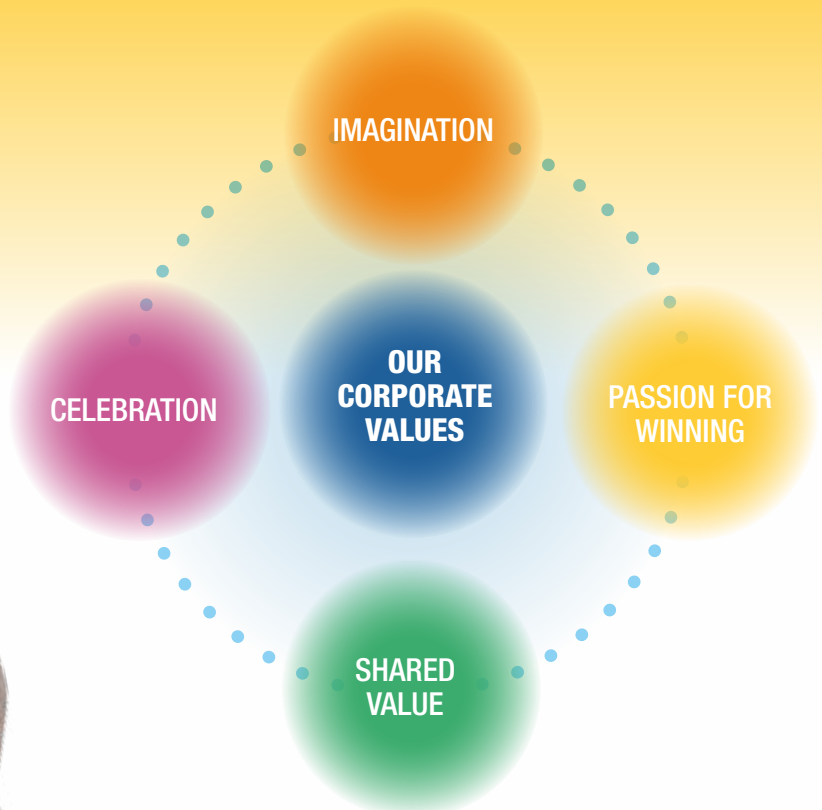 IMAGINATION
OUR
CORPORATE
VALUES
CELEBRATION
PASSION FOR
WINNING
SHARED
VALUE